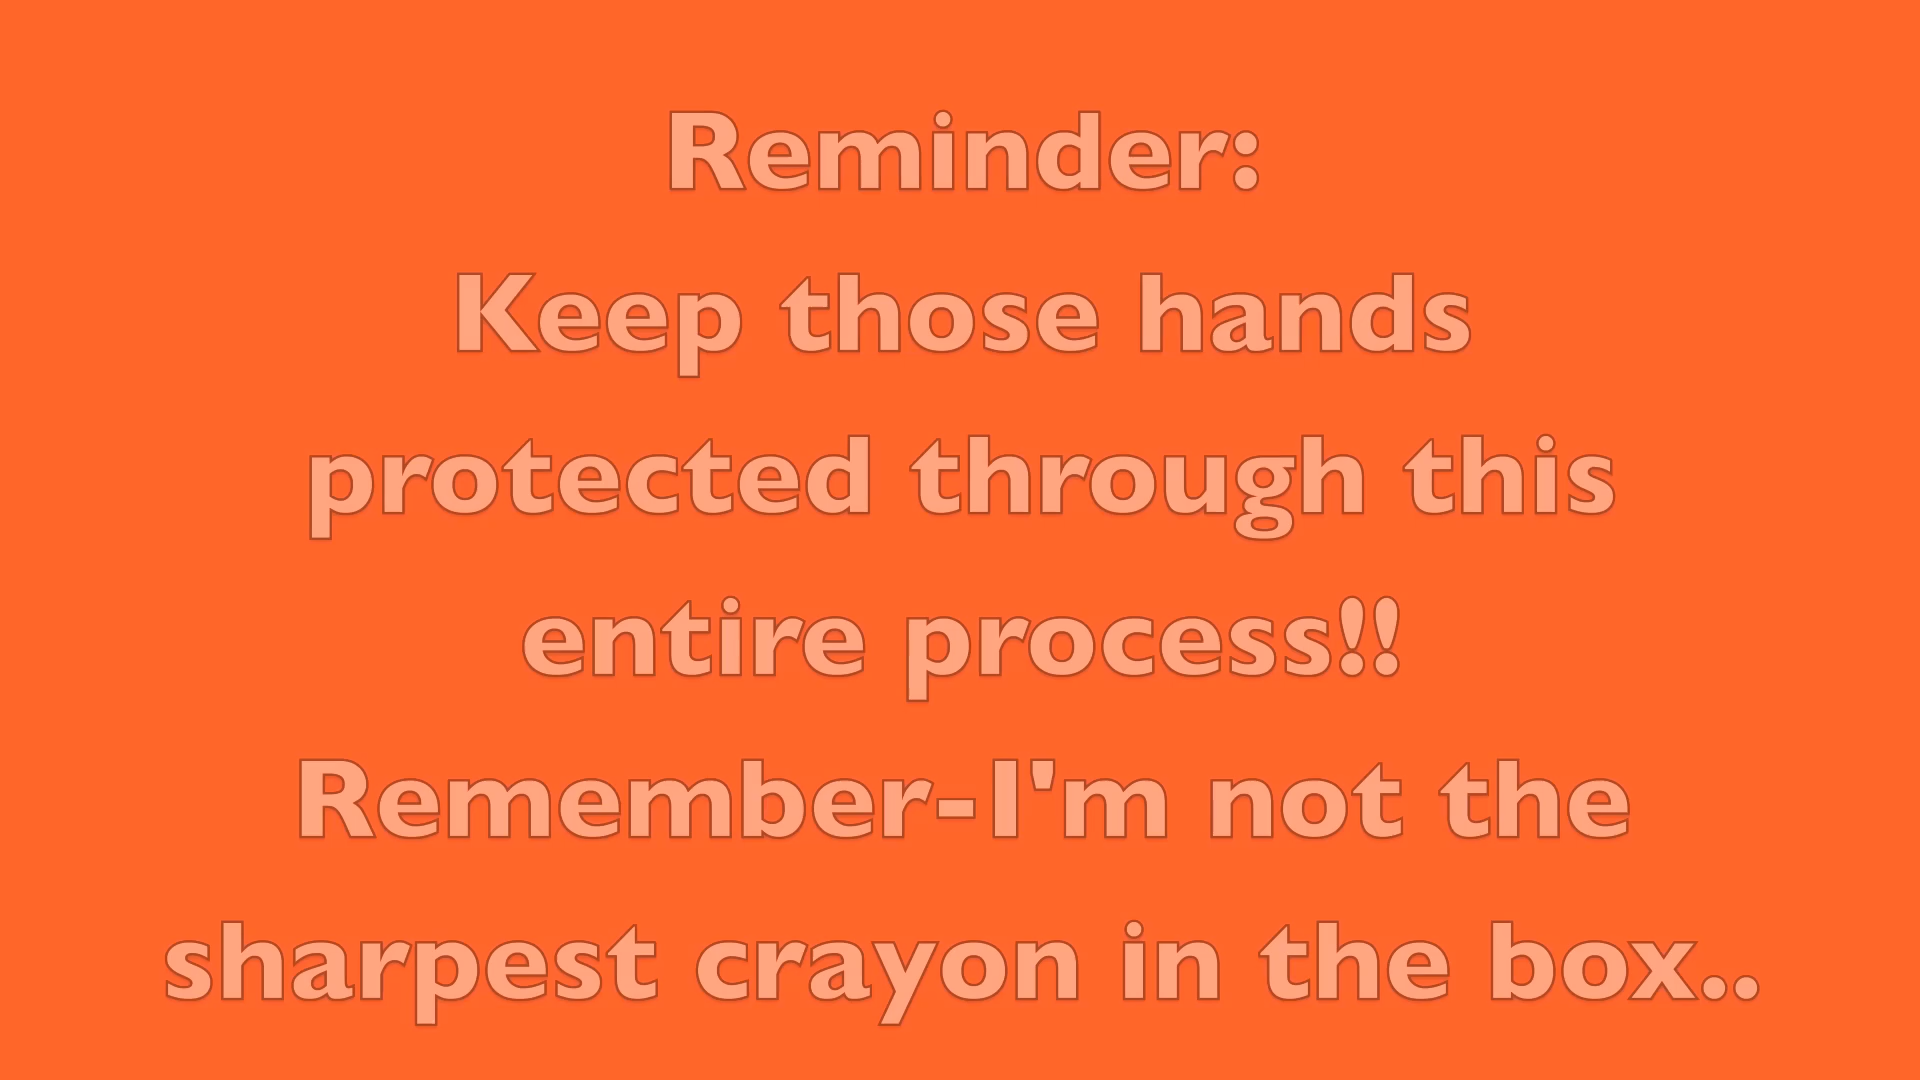 Reminder:
Keep those hands
protected through this
entire process!!
Remember-I'm not the
sharpest crayon in the box..